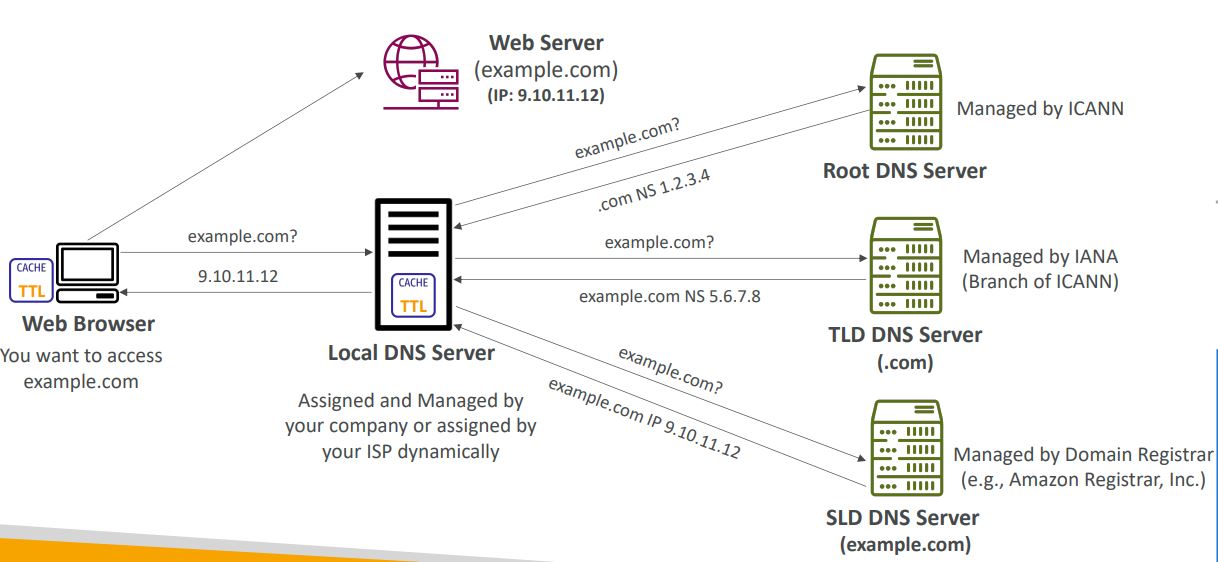 Web Server
(example.com)
(IP: 9.10.11.12)
example.com?
.com NS 1.2.3.4
Managed by ICANN
Root DNS Server
example.com?
9.10.11.12
CACHE
TTL
Web Browser
You want to access
example.com
CACHE
TTL
Local DNS Server
Assigned and Managed by
your company or assigned by
your ISP dynamically
example.com?
example.com NS 5.6.7.8
Managed by IANA
(Branch of ICANN)
TLD DNS Server
(.com)
example.com?
example.com IP 9.10.11.12
Managed by Domain Registrar
(e.g., Amazon Registrar, Inc.)
SLD DNS Server
(example.com)